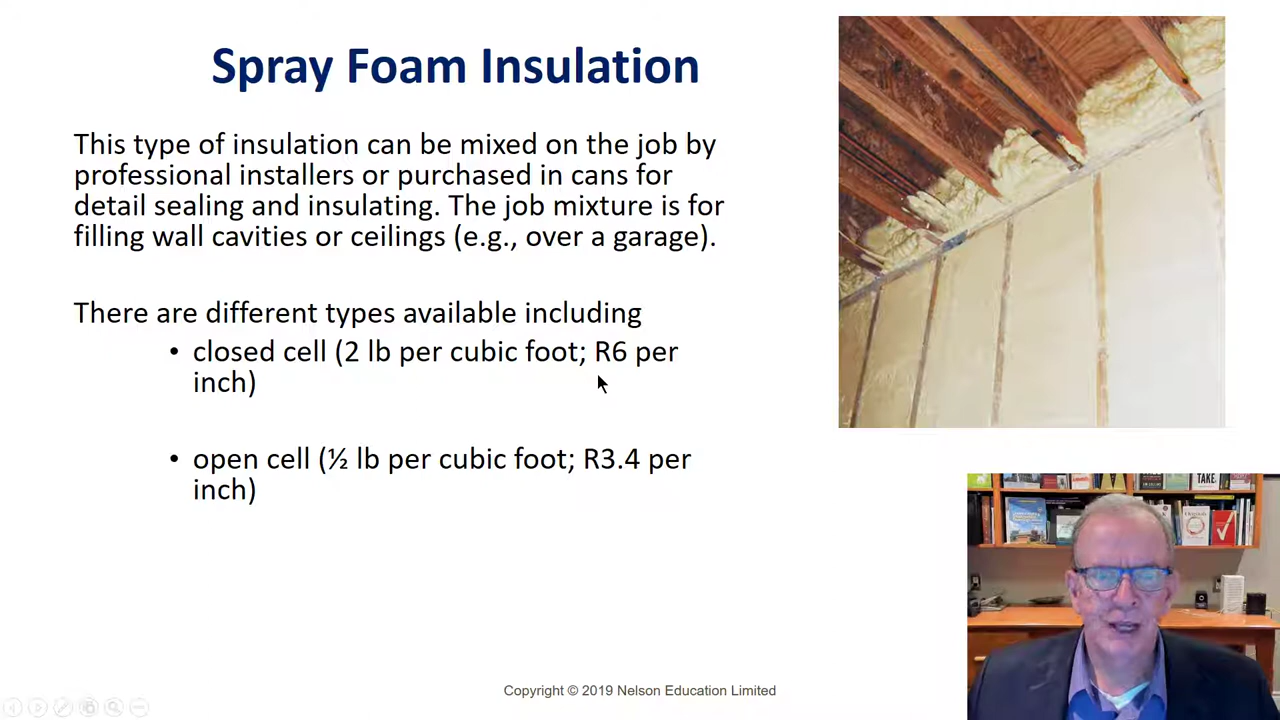 Spray Foam Insulation
This type of insulation can be mixed on the job by
professional installers or purchased in cans for
detail sealing and insulating. The job mixture is for
filling wall cavities or ceilings (e.g., over a garage).
There are different types available including
• closed cell (2 lb per cubic foot; R6 per
inch)
• open cell (½ lb per cubic foot; R3.4 per
inch)
TAKE.
Copyright © 2019 Nelson Education Limited